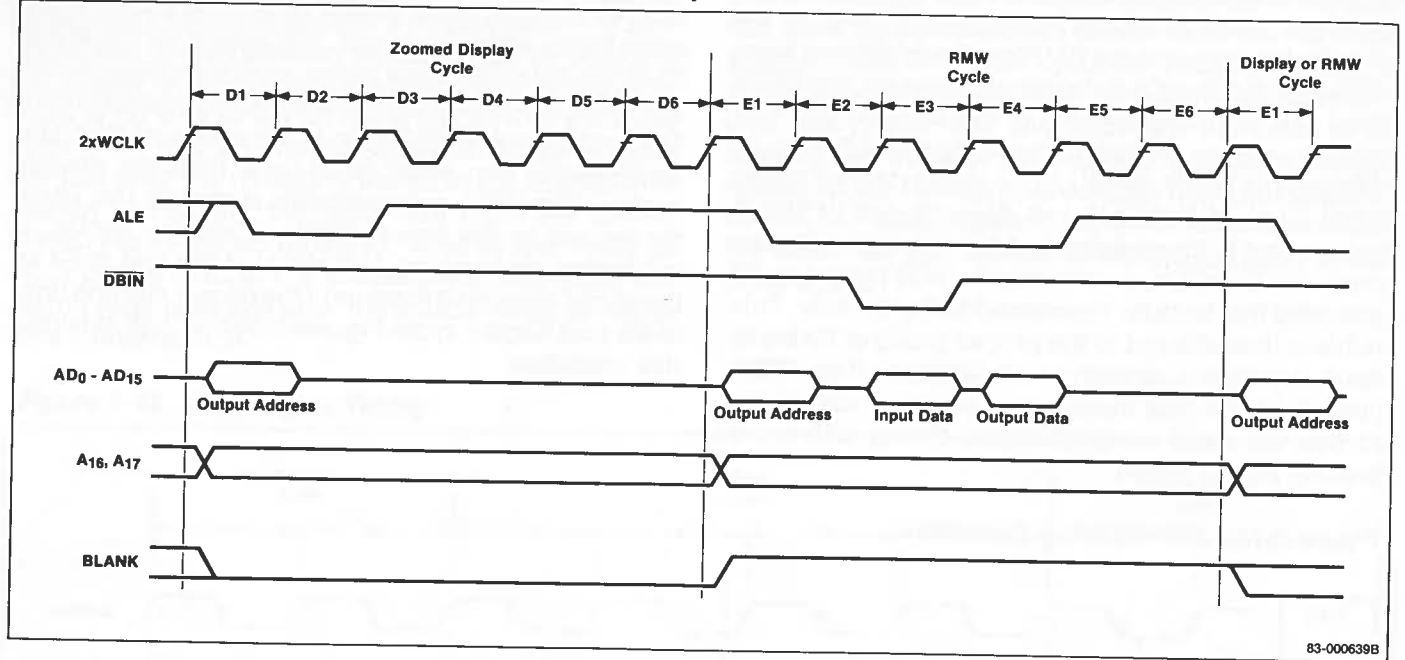 Zoomed Display
Cycle
RMW
Cycle
Display or RMW
Cycle
D1 D2 D3 D4 D5 D6 E1 E2 E3 E4 E5 E6 E1
2xWCLK
ALE
DBIN
AD0 - AD15
Output Address Output Address Input Data Output Data Output Address
A16, A17
BLANK
83-000639B